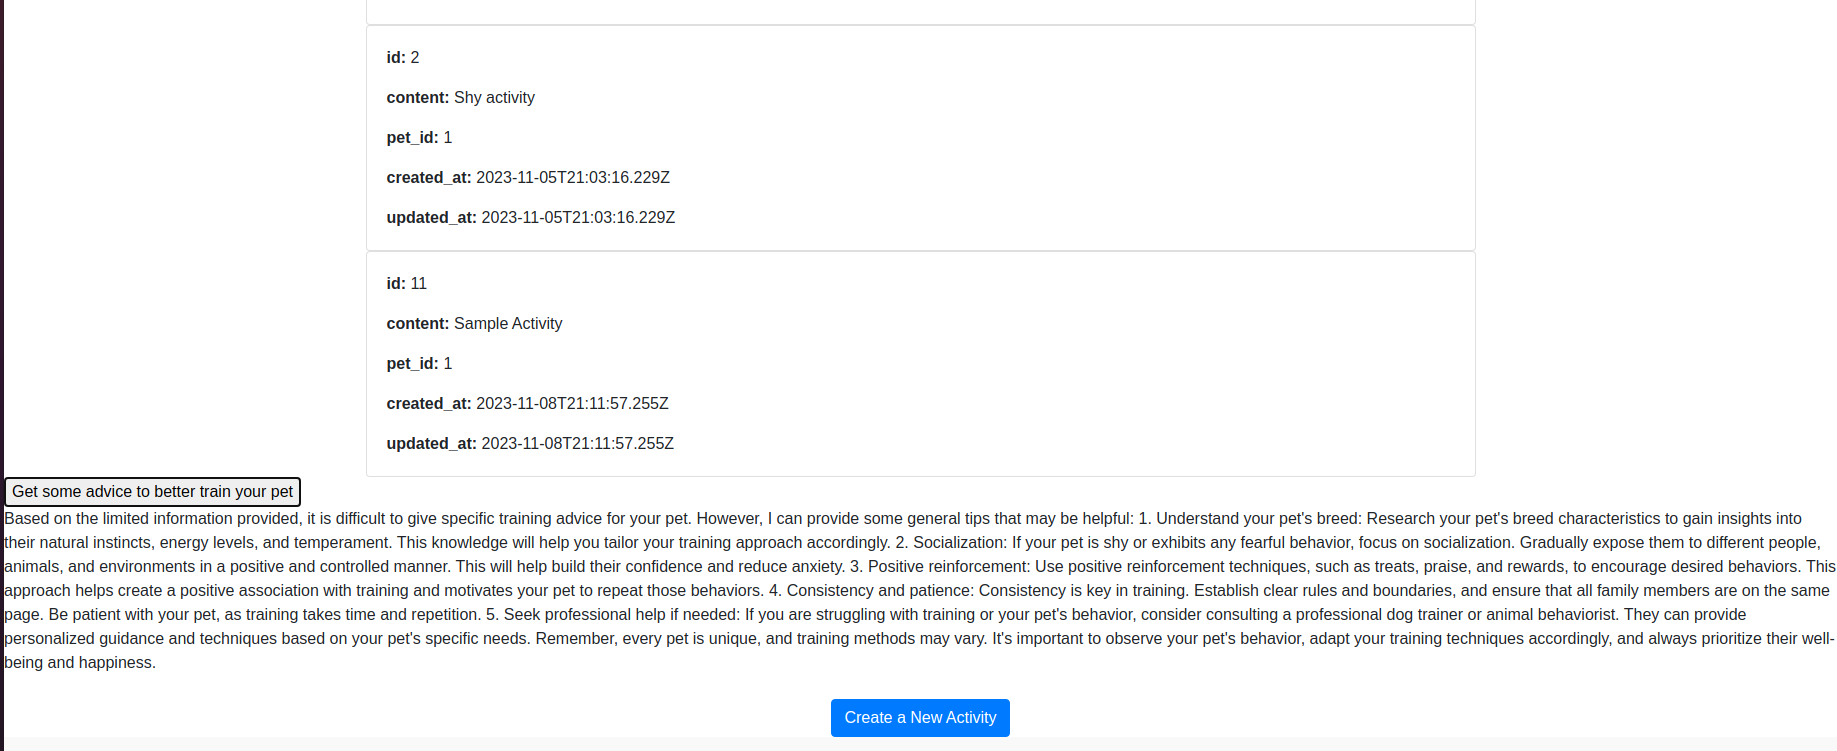 id: 2
content: Shy activity
pet_id: 1
created_at: 2023-11-05T21:03:16.229Z
updated_at: 2023-11-05T21:03:16.229Z
id: 11
content: Sample Activity
pet_id: 1
created_at: 2023-11-08T21:11:57.255Z
updated_at: 2023-11-08T21:11:57.255Z
Get some advice to better train your pet
Based on the limited information provided, it is difficult to give specific training advice for your pet. However, I can provide some general tips that may be helpful: 1. Understand your pet's breed: Research your pet's breed characteristics to gain insights into
their natural instincts, energy levels, and temperament. This knowledge will help you tailor your training approach accordingly. 2. Socialization: If your pet is shy or exhibits any fearful behavior, focus on socialization. Gradually expose them to different people,
animals, and environments in a positive and controlled manner. This will help build their confidence and reduce anxiety. 3. Positive reinforcement: Use positive reinforcement techniques, such as treats, praise, and rewards, to encourage desired behaviors. This
approach helps create a positive association with training and motivates your pet to repeat those behaviors. 4. Consistency and patience: Consistency is key in training. Establish clear rules and boundaries, and ensure that all family members are on the same
page. Be patient with your pet, as training takes time and repetition. 5. Seek professional help if needed: If you are struggling with training or your pet's behavior, consider consulting a professional dog trainer or animal behaviorist. They can provide
personalized guidance and techniques based on your pet's specific needs. Remember, every pet is unique, and training methods may vary. It's important to observe your pet's behavior, adapt your training techniques accordingly, and always prioritize their well-
being and happiness.
Create a New Activity